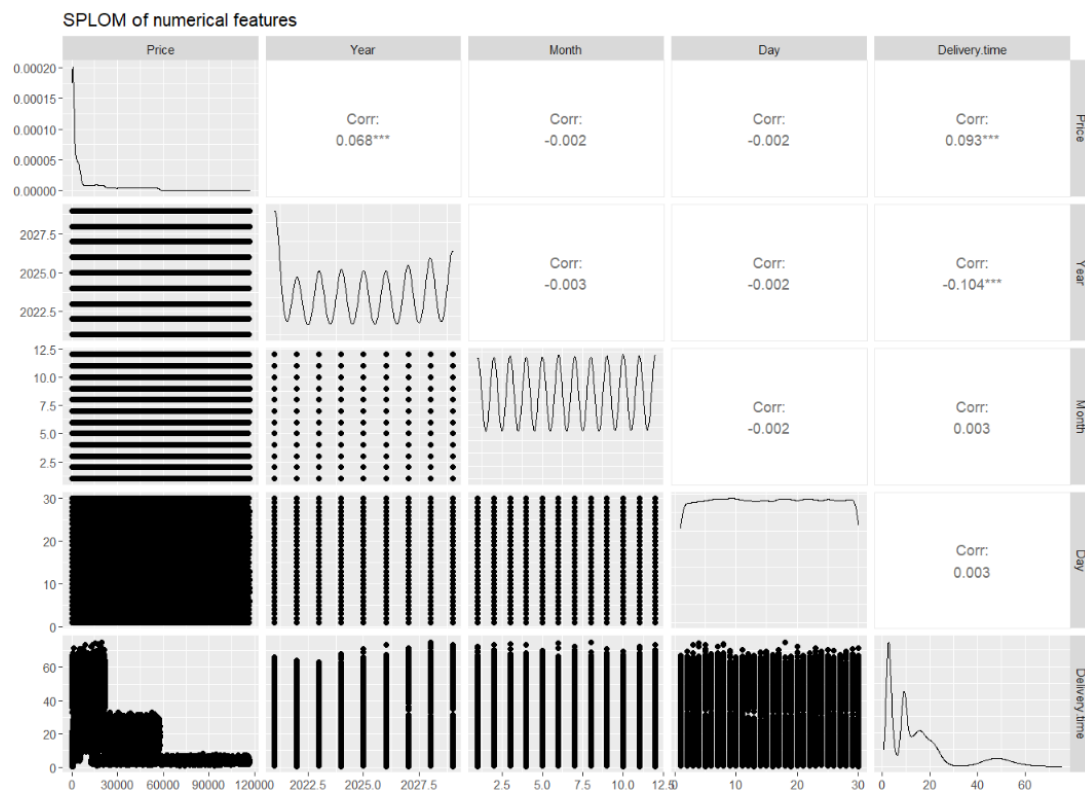 SPLOM of numerical features
Price Year Month Day Delivery.time
0.00020
0.00015
0.00010
0.00005
0.00000
Corr:
0.068***
Corr:
-0.002
Corr:
-0.002
Corr:
0.093***
Price
2027.5
2025.0
2022.5
Corr:
-0.003
Corr:
-0.002
Corr:
-0.104***
Year
12.5
10.0
7.5
5.0
2.5
Corr:
-0.002
Corr:
0.003
Month
30
20
10
0
Corr:
0.003
Day
60
40
20
0
Delivery.time
0 30000 60000 90000 120000 2022.5 2025.0 2027.5 2.5 5.0 7.5 10.0 12.5 0 10 20 30 0 20 40 60